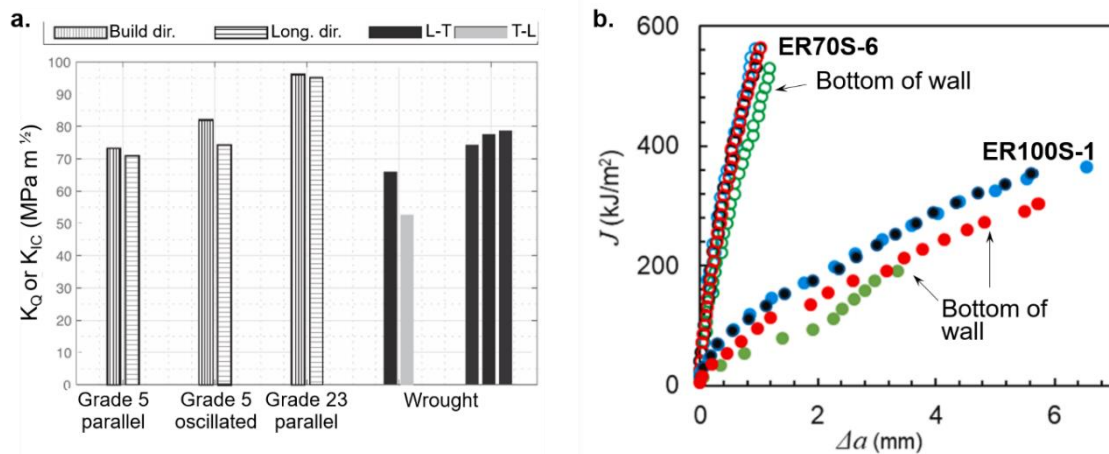 a.
Build dir. Long. dir. L-T T-L
K_Q or K_IC (MPa m ½)
100
90
80
70
60
50
40
30
20
10
0
Grade 5 parallel
Grade 5 oscillated
Grade 23 parallel
Wrought
b.
600
400
200
0
J (kJ/m²)
ER70S-6
Bottom of wall
ER100S-1
Bottom of
wall
0 2 4 6
Δa (mm)